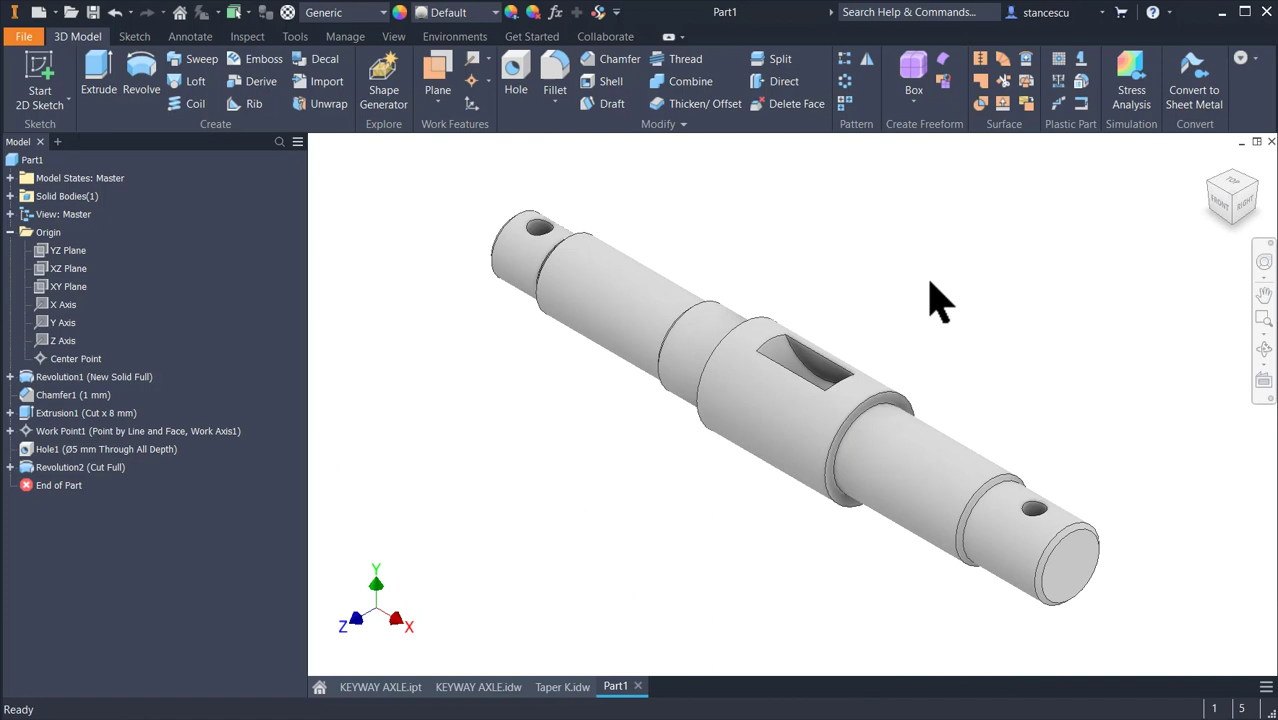 Generic
Default
Part1
Search Help & Commands...
stancescu
File
3D Model
Sketch
Annotate
Inspect
Tools
Manage
View
Environments
Get Started
Collaborate
Start
2D Sketch
Sketch
Extrude
Revolve
Sweep
Loft
Coil
Emboss
Derive
Rib
Decal
Import
Unwrap
Create
Shape
Generator
Explore
Plane
Work Features
Hole
Fillet
Chamfer
Shell
Draft
Thread
Combine
Thicken/ Offset
Split
Direct
Delete Face
Modify
Pattern
Box
Create Freeform
Surface
Plastic Part
Stress
Analysis
Simulation
Convert to
Sheet Metal
Convert
Model
Part1
Model States: Master
Solid Bodies(1)
View: Master
Origin
YZ Plane
XZ Plane
XY Plane
X Axis
Y Axis
Z Axis
Center Point
Revolution1 (New Solid Full)
Chamfer1 (1 mm)
Extrusion1 (Cut x 8 mm)
Work Point1 (Point by Line and Face, Work Axis1)
Hole1 (Ø5 mm Through All Depth)
Revolution2 (Cut Full)
End of Part
TOP
FRONT
RIGHT
Y
Z
X
KEYWAY AXLE.ipt
KEYWAY AXLE.idw
Taper K.idw
Part1
Ready
1
5